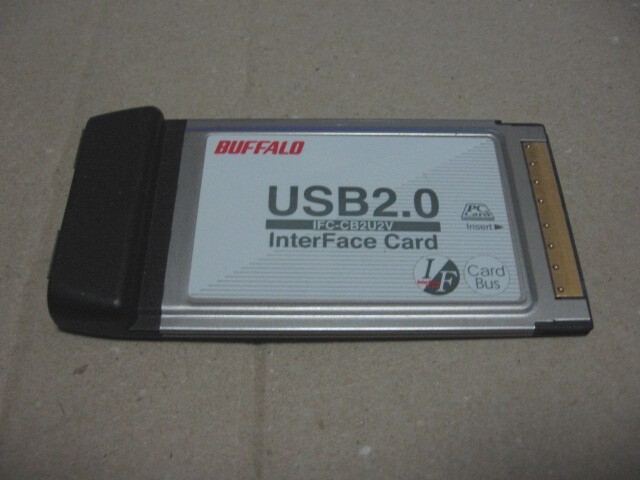 BUFFALO
USB2.0
IFC-CB2U2V
InterFace Card
PC
Card
Insert ▶
I/F
Card
Bus